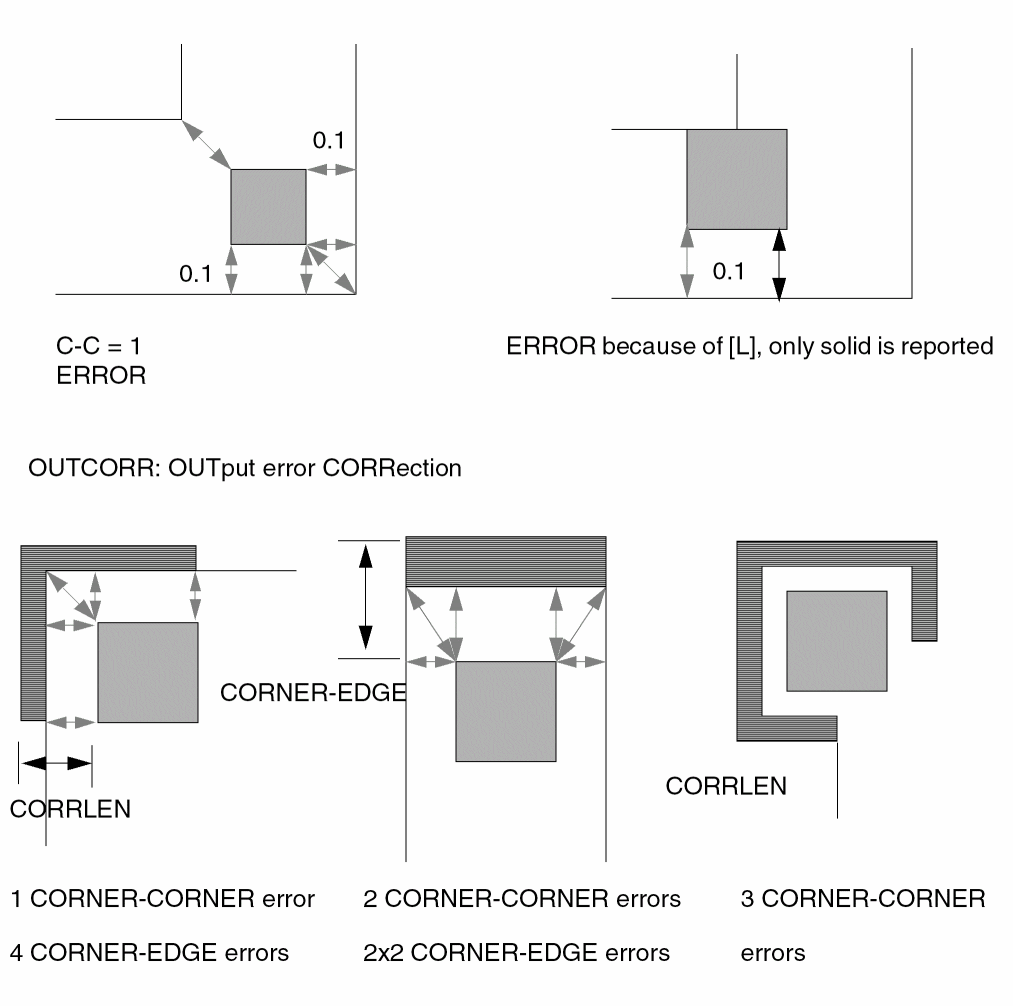 0.1
0.1
0.1
C-C = 1
ERROR
ERROR because of [L], only solid is reported
OUTCORR: OUTput error CORRection
CORNER-EDGE
CORRLEN
CORRLEN
1 CORNER-CORNER error
2 CORNER-CORNER errors
3 CORNER-CORNER
4 CORNER-EDGE errors
2x2 CORNER-EDGE errors
errors